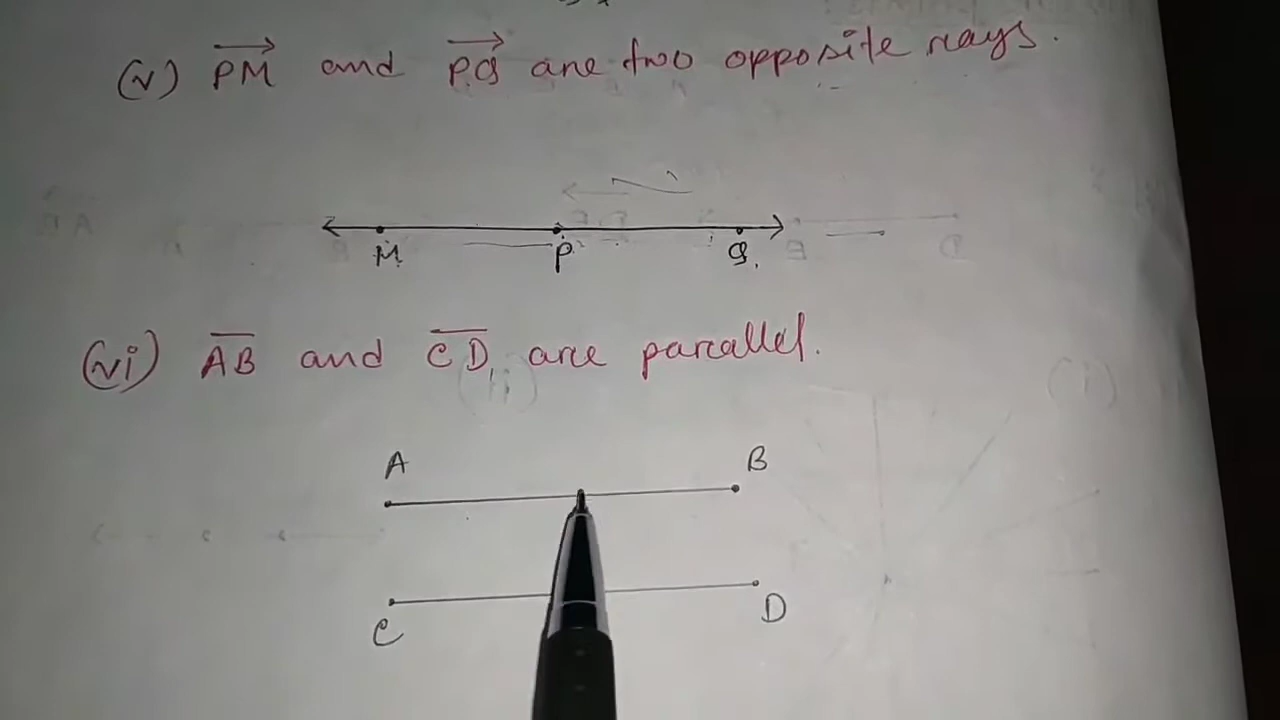 (v) PM and PQ are two opposite rays.
M P Q
(vi) AB and CD are parallel.
A B
C D